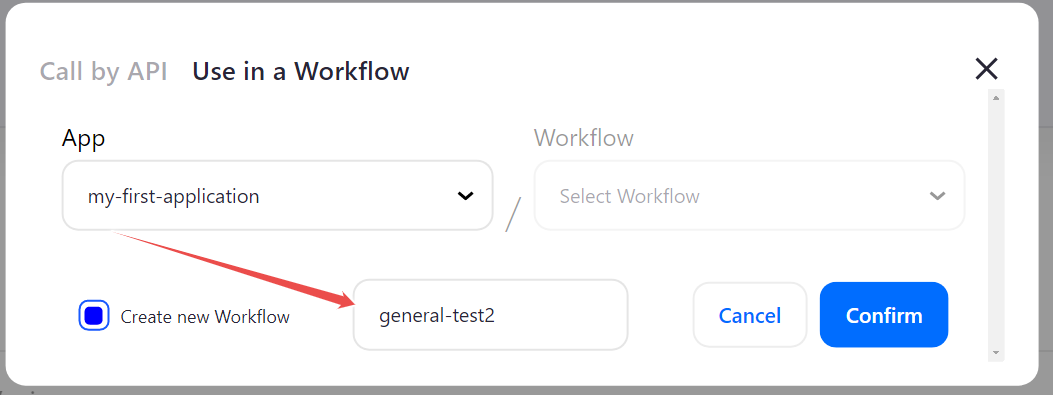 Call by API Use in a Workflow
App Workflow
my-first-application / Select Workflow
Create new Workflow general-test2 Cancel Confirm